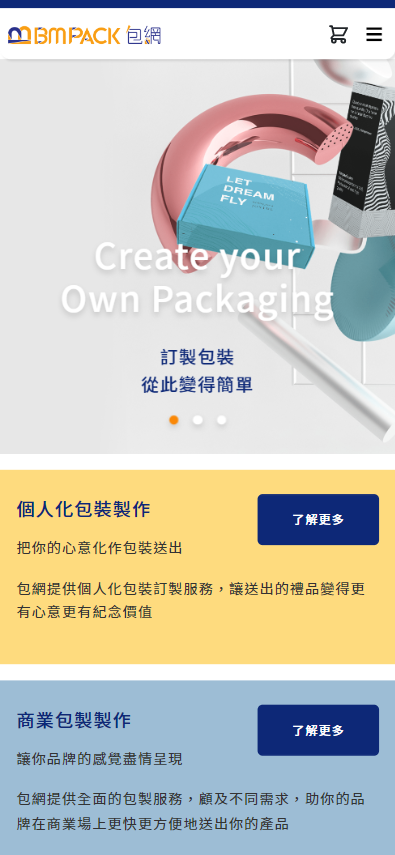 BMPACK 包網
LET
DREAM
FLY
Create your
Own Packaging
訂製包裝
從此變得簡單
個人化包裝製作
了解更多
把你的心意化作包裝送出
包網提供個人化包裝訂製服務，讓送出的禮品變得更
有心意更有紀念價值
商業包製製作
了解更多
讓你品牌的感覺盡情呈現
包網提供全面的包製服務，顧及不同需求，助你的品
牌在商業場上更快更方便地送出你的產品